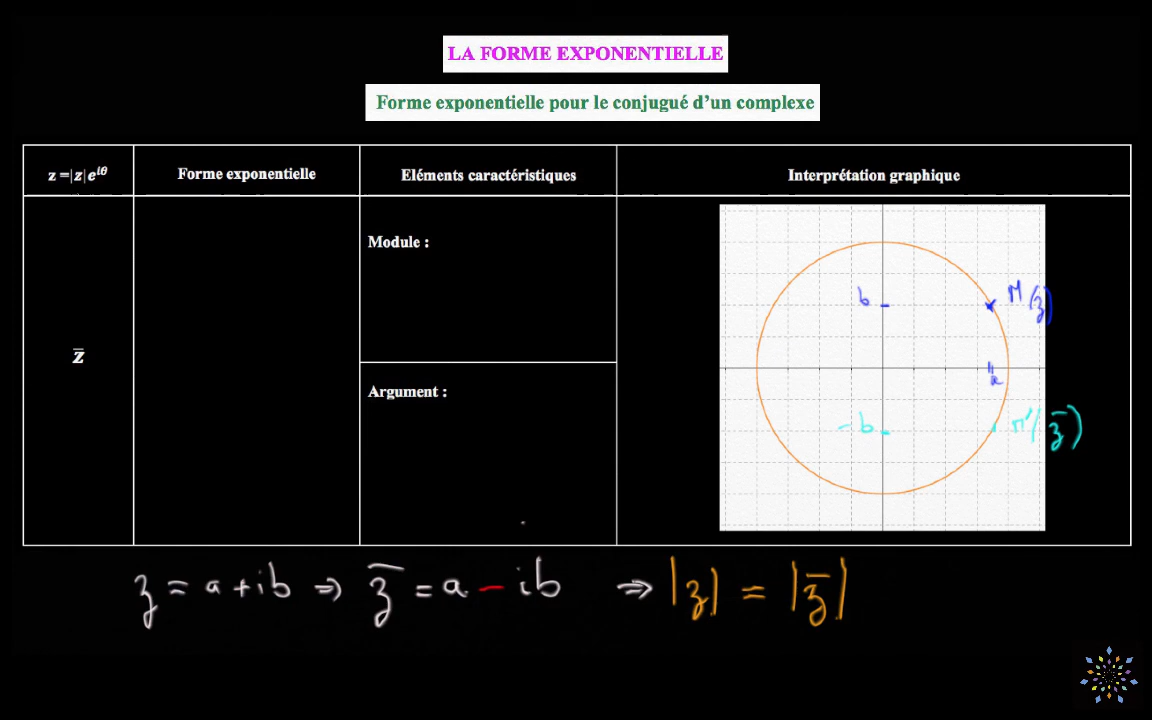 LA FORME EXPONENTIELLE
Forme exponentielle pour le conjugué d'un complexe
z =|z|e^{iθ} Forme exponentielle Eléments caractéristiques Interprétation graphique
Module :
b M(z)
z̄
a
Argument :
-b M'(z̄)
z = a + ib ⇒ z̄ = a - ib ⇒ |z| = |z̄|